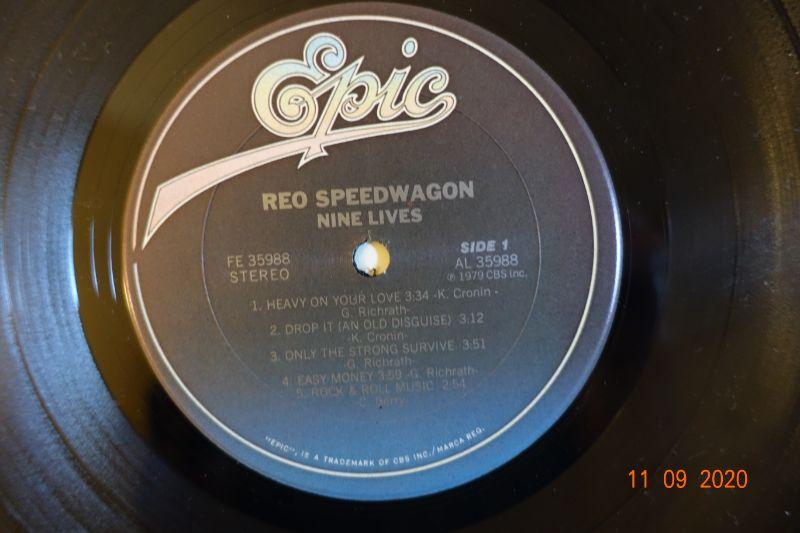 Epic
REO SPEEDWAGON
NINE LIVES
FE 35988
STEREO
SIDE 1
AL 35988
℗ 1979 CBS Inc.
1. HEAVY ON YOUR LOVE 3:34 -K. Cronin -
G. Richrath-
2. DROP IT (AN OLD DISGUISE) 3:12
-K. Cronin-
3. ONLY THE STRONG SURVIVE 3:51
-G. Richrath-
4. EASY MONEY 3:59 -G. Richrath-
5. ROCK & ROLL MUSIC 2:54
-C. Berry-
"EPIC", IS A TRADEMARK OF CBS INC./MARCA REG.
11 09 2020